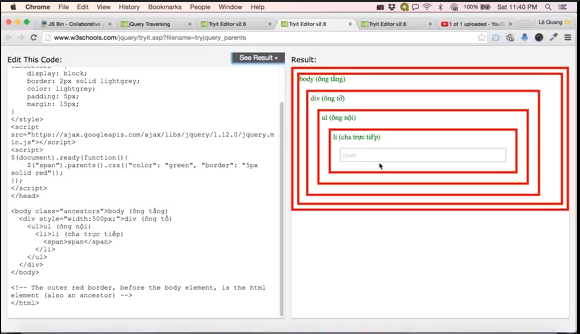 Chrome File Edit View History Bookmarks People Window Help
100% Sat 11:40 PM
JS Bin - Collaborative
jQuery Traversing
Tryit Editor v2.6
Tryit Editor v2.6
Tryit Editor v2.6
1 of 1 uploaded - YouTube
Lê Quang
www.w3schools.com/jquery/tryit.asp?filename=tryjquery_parents
Edit This Code:
See Result »
Result:
display: block;
border: 2px solid lightgrey;
color: lightgrey;
padding: 5px;
margin: 15px;
}
</style>
<script
src="https://ajax.googleapis.com/ajax/libs/jquery/1.12.0/jquery.m
in.js"></script>
<script>
$(document).ready(function(){
$("span").parents().css({"color": "green", "border": "5px
solid red"});
});
</script>
</head>
<body class="ancestors">body (ông tằng)
<div style="width:500px;">div (ông tổ)
<ul>ul (ông nội)
<li>li (cha trực tiếp)
<span>span</span>
</li>
</ul>
</div>
</body>
<!-- The outer red border, before the body element, is the html
element (also an ancestor) -->
</html>
body (ông tằng)
div (ông tổ)
ul (ông nội)
li (cha trực tiếp)
span